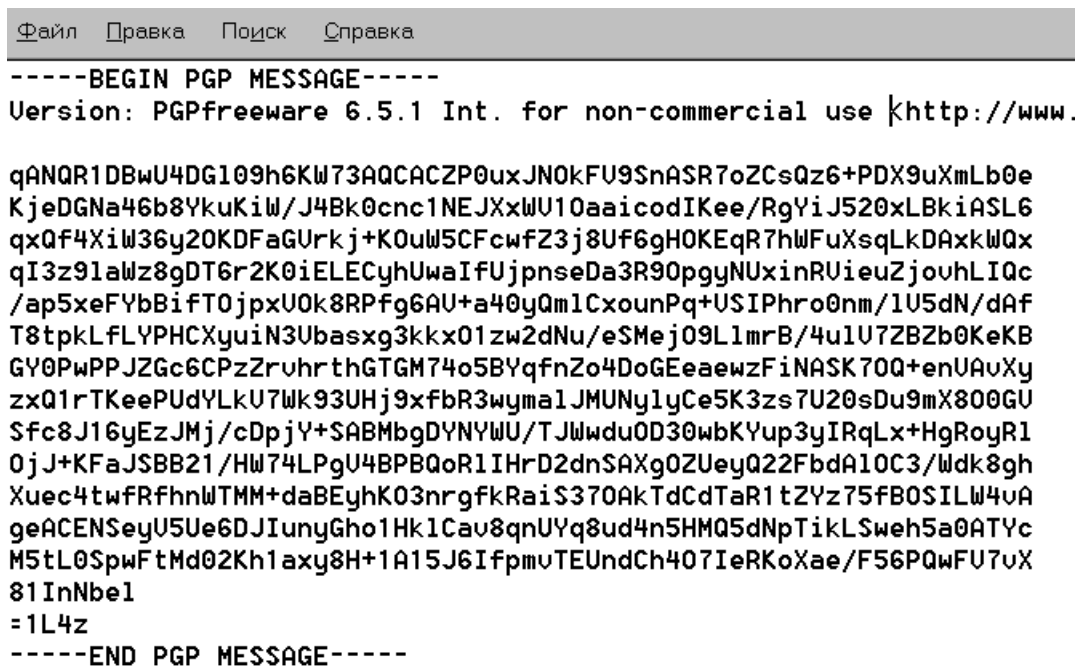 Файл Правка Поиск Справка
-----BEGIN PGP MESSAGE-----
Version: PGPfreeware 6.5.1 Int. for non-commercial use <http://www.

qANQR1DBwU4DGl09h6KW73AQCACZP0uxJNOkFV9SnASR7oZCsQz6+PDX9uXmLb0e
KjeDGNa46b8YkuKiW/J4Bk0cnc1NEJXxWV1OaaicodIKee/RgYiJ520xLBkiASL6
qxQf4XiW36y2OKDFaGVrkj+KOuW5CFcwfZ3j8Uf6gHOKEqR7hWFuXsqLkDAxkWQx
qI3z9laWz8gDT6r2K0iELECyhUwaIfUjpnseDa3R9OpgyNUxinRVieuZjovhLIQc
/ap5xeFYbBifTOjpxVOk8RPfg6AV+a40yQmlCxounPq+VSIPhro0nm/lV5dN/dAf
T8tpkLfLYPHCXyuiN3Vbasxg3kkxO1zw2dNu/eSMejO9LlmrB/4ulV7ZBZb0KeKB
GY0PwPPJZGc6CPzZrvhrthGTGM74o5BYqfnZo4DoGEeaewzFiNASK7OQ+enVAvXy
zxQ1rTKeePUdYLkV7Wk93UHj9xfbR3wymalJMUNylyCe5K3zs7U20sDu9mX8O0GV
Sfc8J16yEzJMj/cDpjY+SABMbgDYNYWU/TJWwduOD30wbKYup3yIRqLx+HgRoyRl
OjJ+KFaJSBB21/HW74LPgV4BPBQoRlIHrD2dnSAXgOZUeyQ22FbdAlOC3/Wdk8gh
Xuec4twfRfhnWTMM+daBEyhKO3nrgfkRaiS37OAkTdCdTaR1tZYz75fBOSILW4vA
geACENSeyV5Ue6DJIunyGho1HklCav8qnUYq8ud4n5HMQ5dNpTikLSweh5a0ATYc
M5tL0SpwFtMd02Kh1axy8H+1A15J6IfpmvTEUndCh4O7IeRKoXae/F56PQwFV7vX
81InNbel
=1L4z
-----END PGP MESSAGE-----